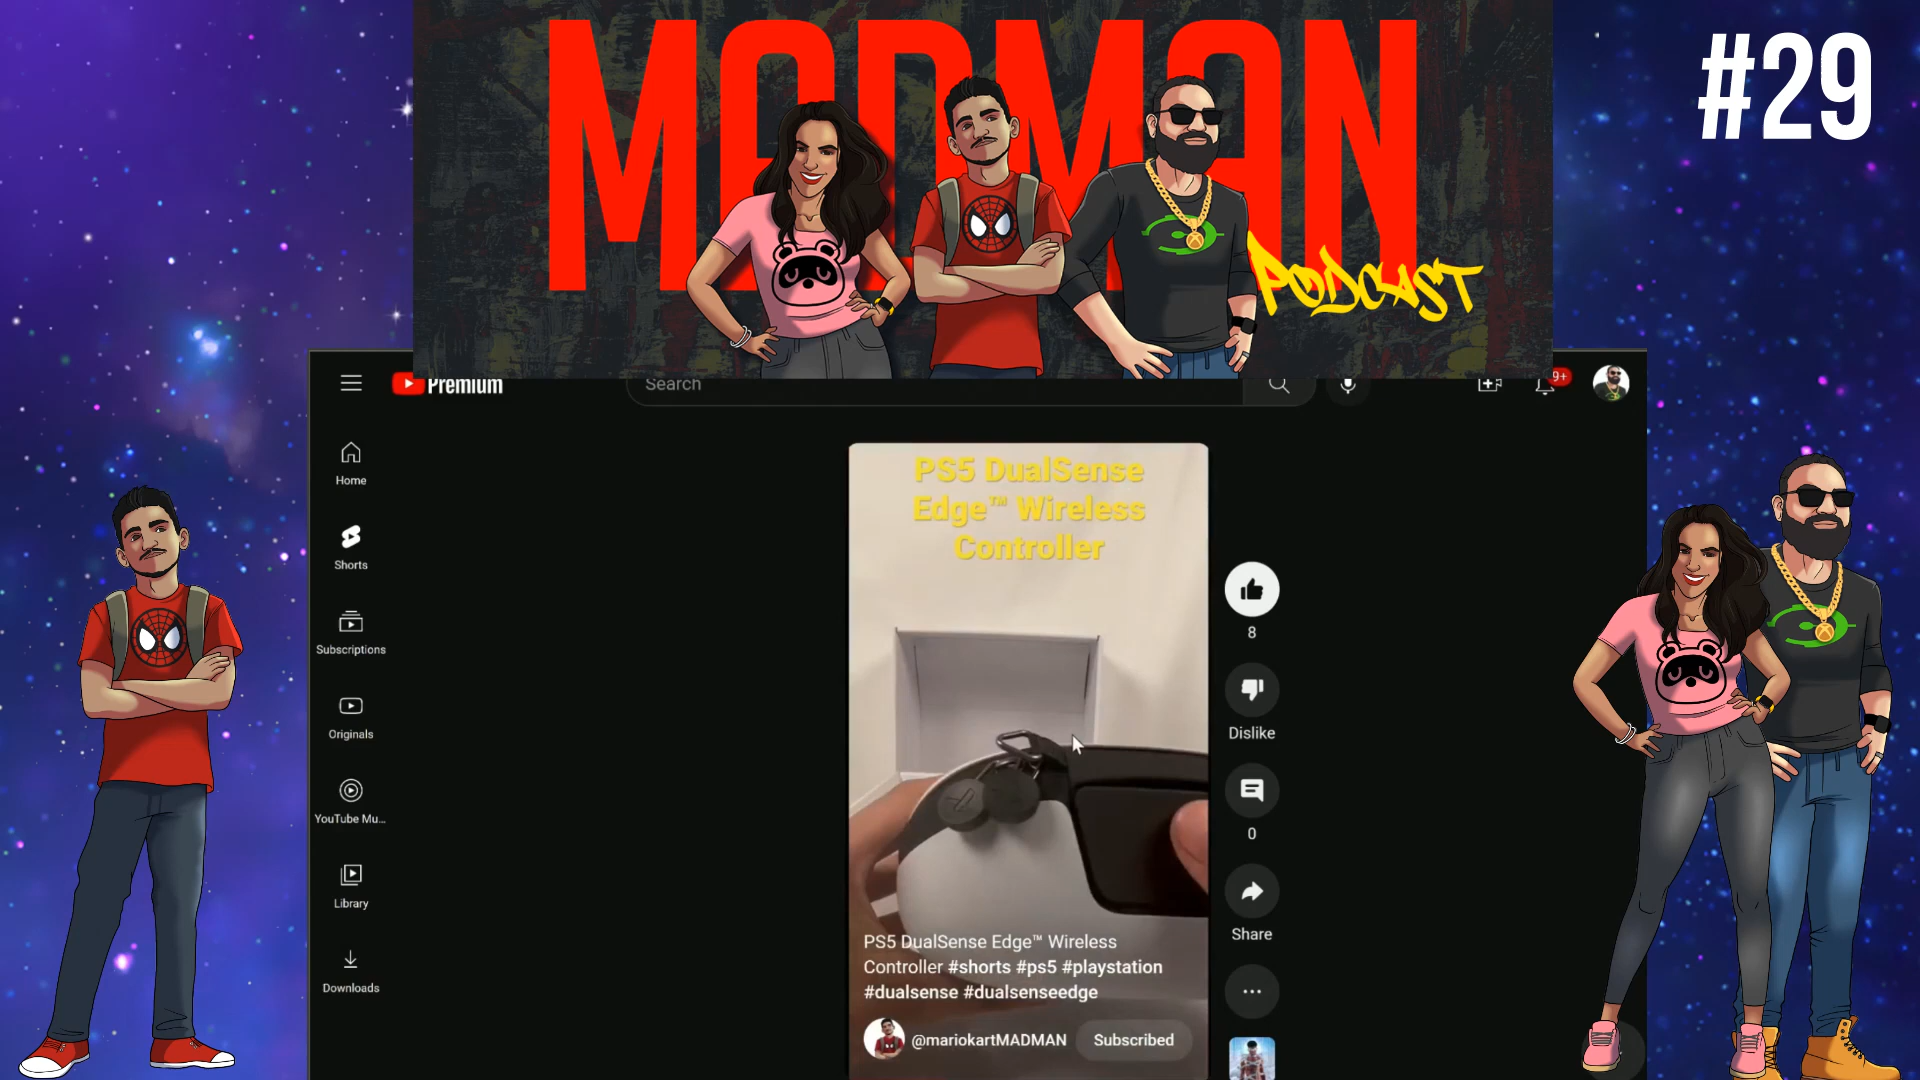 MADMAN
PODCAST
#29
Premium
Search
9+
Home
Shorts
Subscriptions
Originals
YouTube Mu...
Library
Downloads
PS5 DualSense
Edge™ Wireless
Controller
8
Dislike
0
Share
PS5 DualSense Edge™ Wireless
Controller #shorts #ps5 #playstation
#dualsense #dualsenseedge
@mariokartMADMAN
Subscribed